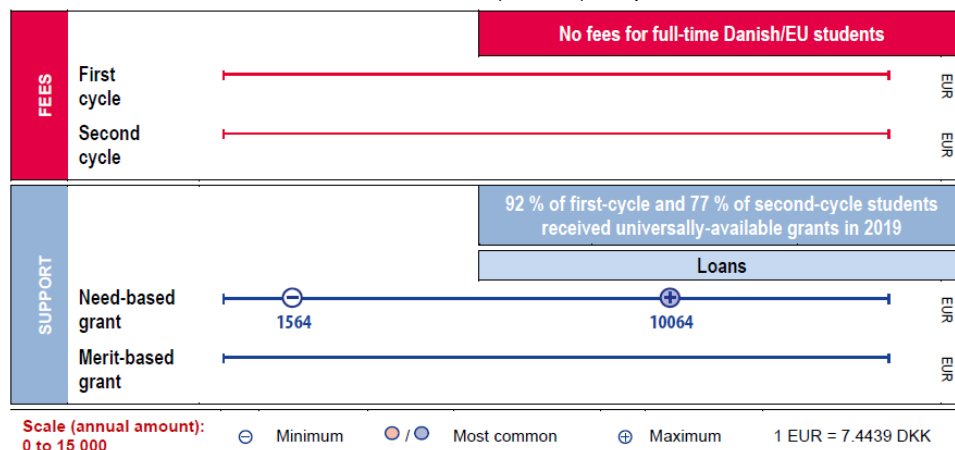 No fees for full-time Danish/EU students
FEES
First
cycle
EUR
Second
cycle
EUR
92 % of first-cycle and 77 % of second-cycle students
received universally-available grants in 2019
Loans
SUPPORT
Need-based
grant
1564
10064
EUR
Merit-based
grant
EUR
Scale (annual amount):
0 to 15 000
Minimum
/
Most common
Maximum
1 EUR = 7.4439 DKK